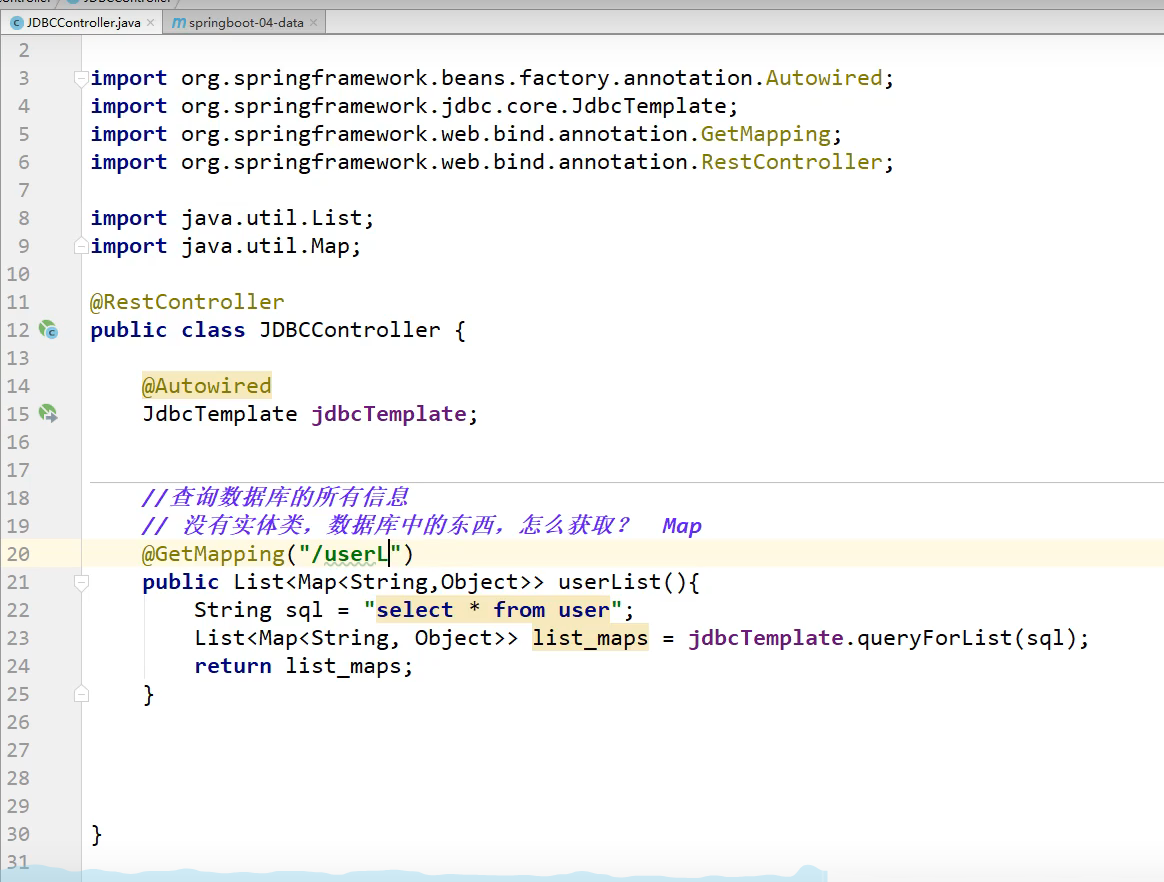 JDBCController.java
springboot-04-data
2
3 import org.springframework.beans.factory.annotation.Autowired;
4 import org.springframework.jdbc.core.JdbcTemplate;
5 import org.springframework.web.bind.annotation.GetMapping;
6 import org.springframework.web.bind.annotation.RestController;
7
8 import java.util.List;
9 import java.util.Map;
10
11 @RestController
12 public class JDBCController {
13
14 @Autowired
15 JdbcTemplate jdbcTemplate;
16
17
18 //查询数据库的所有信息
19 // 没有实体类，数据库中的东西，怎么获取？ Map
20 @GetMapping("/userL")
21 public List<Map<String,Object>> userList(){
22 String sql = "select * from user";
23 List<Map<String, Object>> list_maps = jdbcTemplate.queryForList(sql);
24 return list_maps;
25 }
26
27
28
29
30 }
31